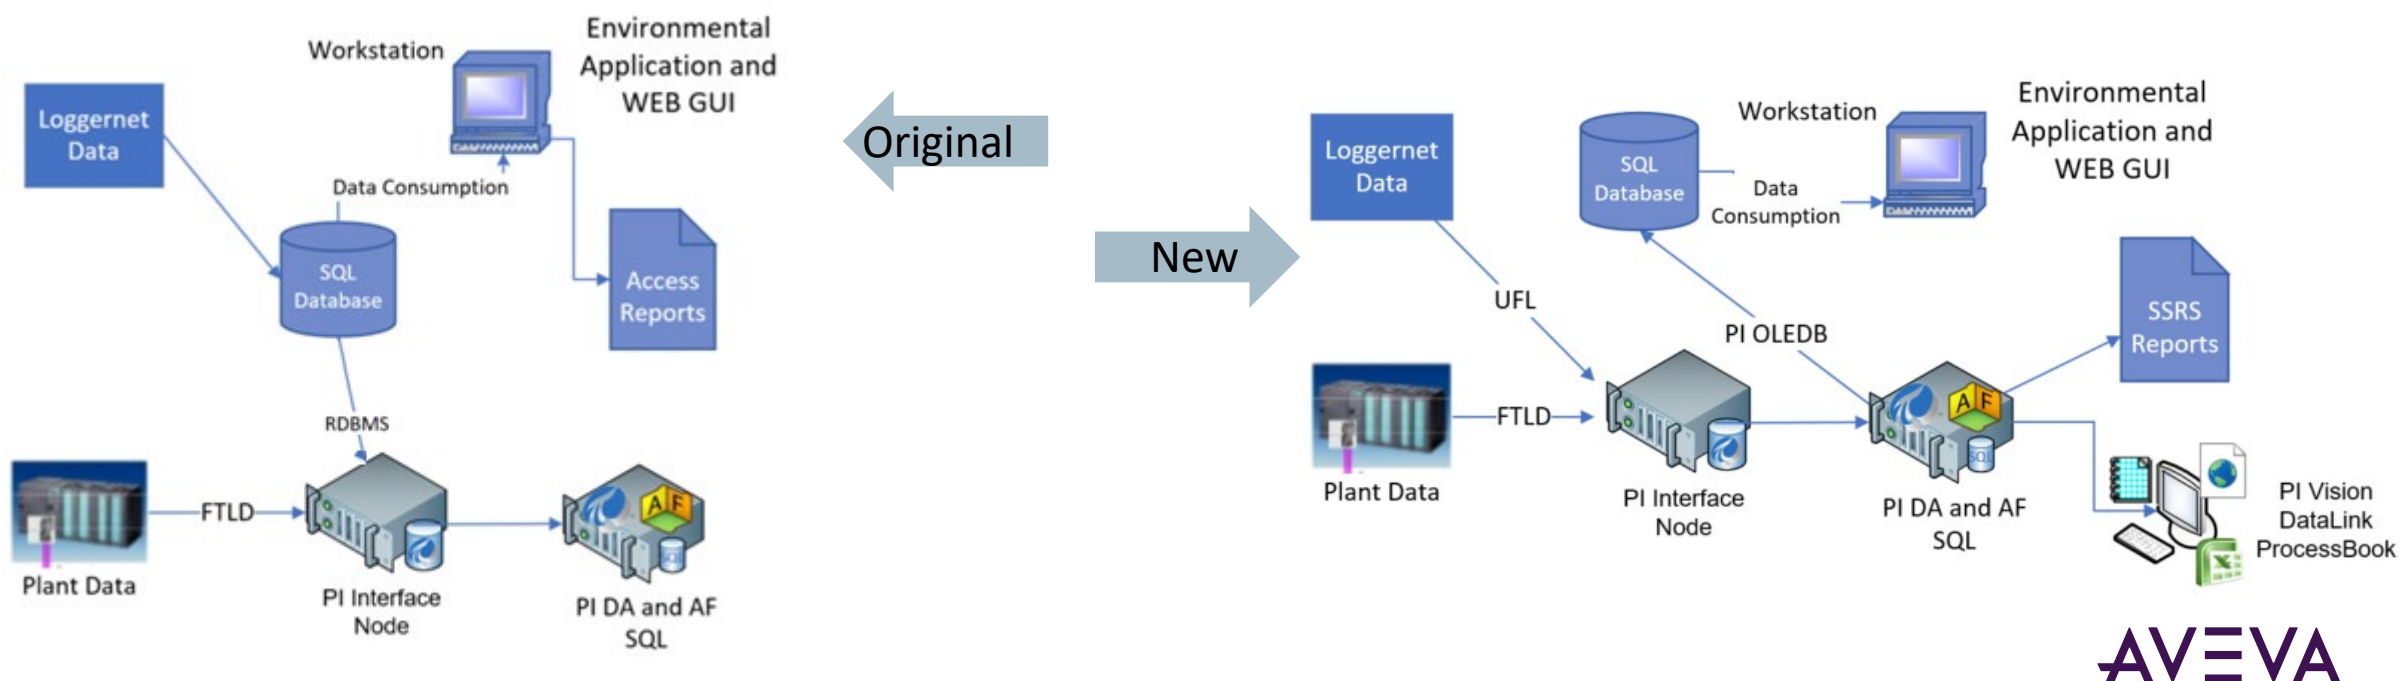 Environmental
Application and
WEB GUI
Workstation
Loggernet
Data
Data Consumption
SQL
Database
Access
Reports
RDBMS
FTLD
Plant Data
PI Interface
Node
A F
PI DA and AF
SQL
Original
New
Environmental
Application and
WEB GUI
Workstation
Loggernet
Data
SQL
Database
Data
Consumption
UFL
PI OLEDB
SSRS
Reports
FTLD
Plant Data
PI Interface
Node
A F
SQL
PI DA and AF
SQL
X
PI Vision
DataLink
ProcessBook
AVEVA